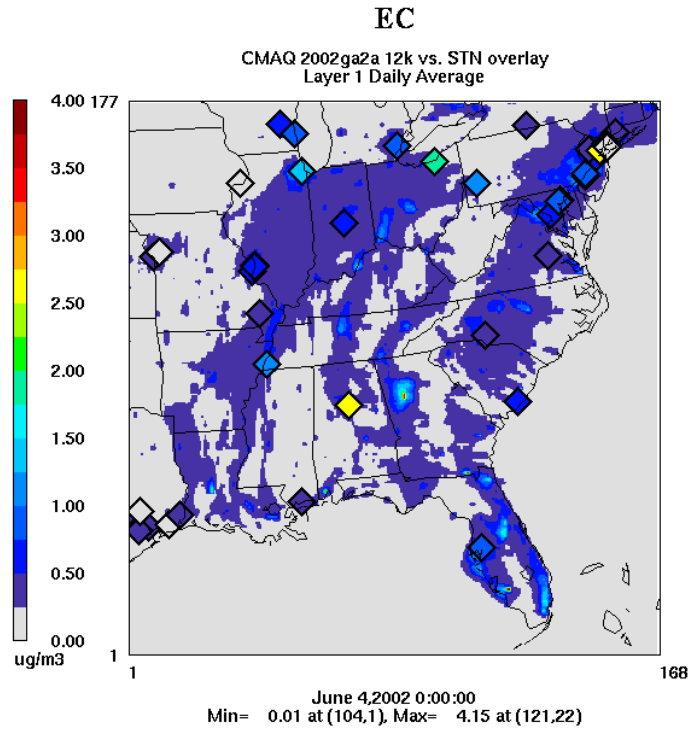 EC
CMAQ 2002ga2a 12k vs. STN overlay
Layer 1 Daily Average
177
4.00
3.50
3.00
2.50
2.00
1.50
1.00
0.50
0.00
ug/m3
1
1
168
June 4,2002 0:00:00
Min= 0.01 at (104,1), Max= 4.15 at (121,22)